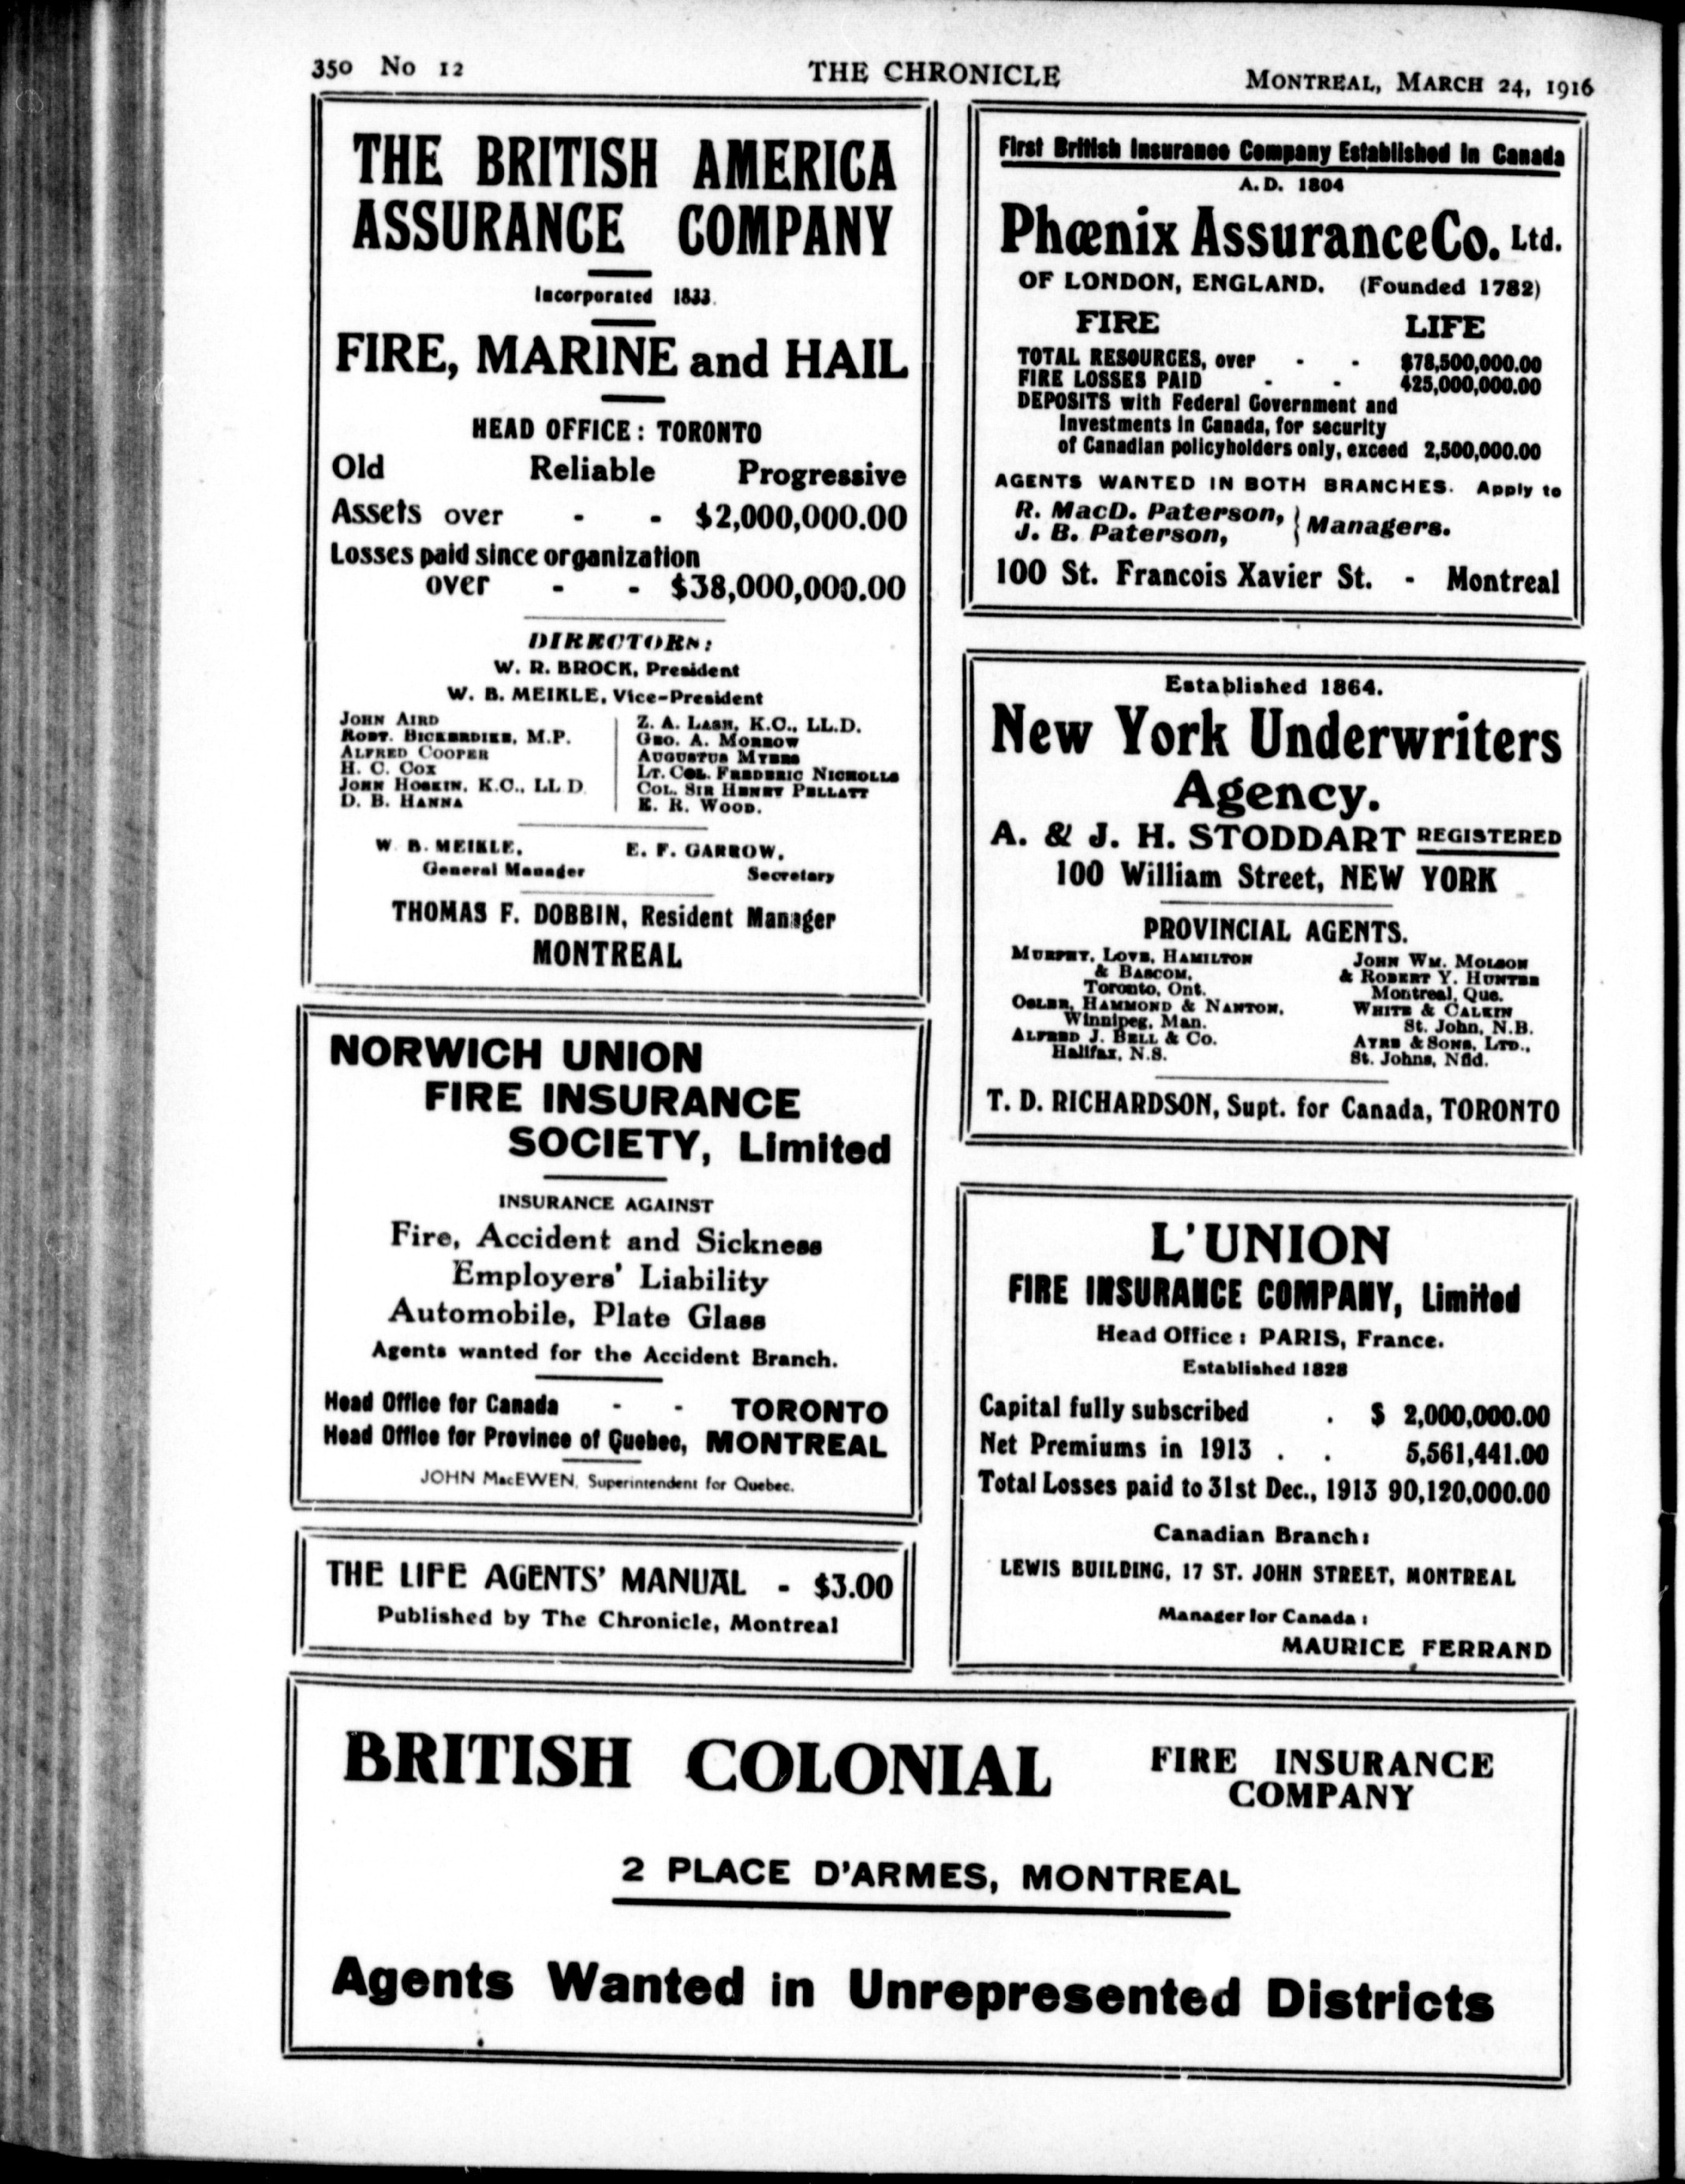 350 No 12
THE CHRONICLE
MONTREAL, MARCH 24, 1916
THE BRITISH AMERICA
ASSURANCE COMPANY
Incorporated 1833.
FIRE, MARINE and HAIL
HEAD OFFICE: TORONTO
Old Reliable Progressive
Assets over - - $2,000,000.00
Losses paid since organization
over - - $38,000,000.00
DIRECTORS:
W. R. BROCK, President
W. B. MEIKLE, Vice-President
JOHN AIRD
ROBT. BICKERDIKE, M.P.
ALFRED COOPER
H. C. COX
JOHN HOSKIN, K.C., LL D.
D. B. HANNA
Z. A. LASH, K.C., LL.D.
GEO. A. MORROW
AUGUSTUS MYERS
LT. COL. FREDERIC NICHOLLS
COL. SIR HENRY PELLATT
E. R. WOOD.
W. B. MEIKLE,
General Manager
E. F. GARROW,
Secretary
THOMAS F. DOBBIN, Resident Manager
MONTREAL
NORWICH UNION
FIRE INSURANCE
SOCIETY, Limited
INSURANCE AGAINST
Fire, Accident and Sickness
Employers' Liability
Automobile, Plate Glass
Agents wanted for the Accident Branch.
Head Office for Canada - - TORONTO
Head Office for Province of Quebec, MONTREAL
JOHN MacEWEN, Superintendent for Quebec.
THE LIFE AGENTS' MANUAL - $3.00
Published by The Chronicle, Montreal
First British Insurance Company Established in Canada
A.D. 1804
Phœnix Assurance Co. Ltd.
OF LONDON, ENGLAND. (Founded 1782)
FIRE LIFE
TOTAL RESOURCES, over - - $78,500,000.00
FIRE LOSSES PAID - - 425,000,000.00
DEPOSITS with Federal Government and
Investments in Canada, for security
of Canadian policyholders only, exceed 2,500,000.00
AGENTS WANTED IN BOTH BRANCHES. Apply to
R. MacD. Paterson,
J. B. Paterson,
} Managers.
100 St. Francois Xavier St. - Montreal
Established 1864.
New York Underwriters
Agency.
A. & J. H. STODDART REGISTERED
100 William Street, NEW YORK
PROVINCIAL AGENTS.
MURPHY, LOVE, HAMILTON
& BASCOM,
Toronto, Ont.
OSLER, HAMMOND & NANTON,
Winnipeg, Man.
ALFRED J. BELL & CO.
Halifax, N.S.
JOHN WM. MOLSON
& ROBERT Y. HUNTER
Montreal, Que.
WHITE & CALKIN
St. John, N.B.
AYRE & SONS, LTD.,
St. Johns, Nfld.
T. D. RICHARDSON, Supt. for Canada, TORONTO
L'UNION
FIRE INSURANCE COMPANY, Limited
Head Office: PARIS, France.
Established 1828
Capital fully subscribed . $ 2,000,000.00
Net Premiums in 1913 . . 5,561,441.00
Total Losses paid to 31st Dec., 1913 90,120,000.00
Canadian Branch:
LEWIS BUILDING, 17 ST. JOHN STREET, MONTREAL
Manager for Canada:
MAURICE FERRAND
BRITISH COLONIAL FIRE INSURANCE
COMPANY
2 PLACE D'ARMES, MONTREAL
Agents Wanted in Unrepresented Districts